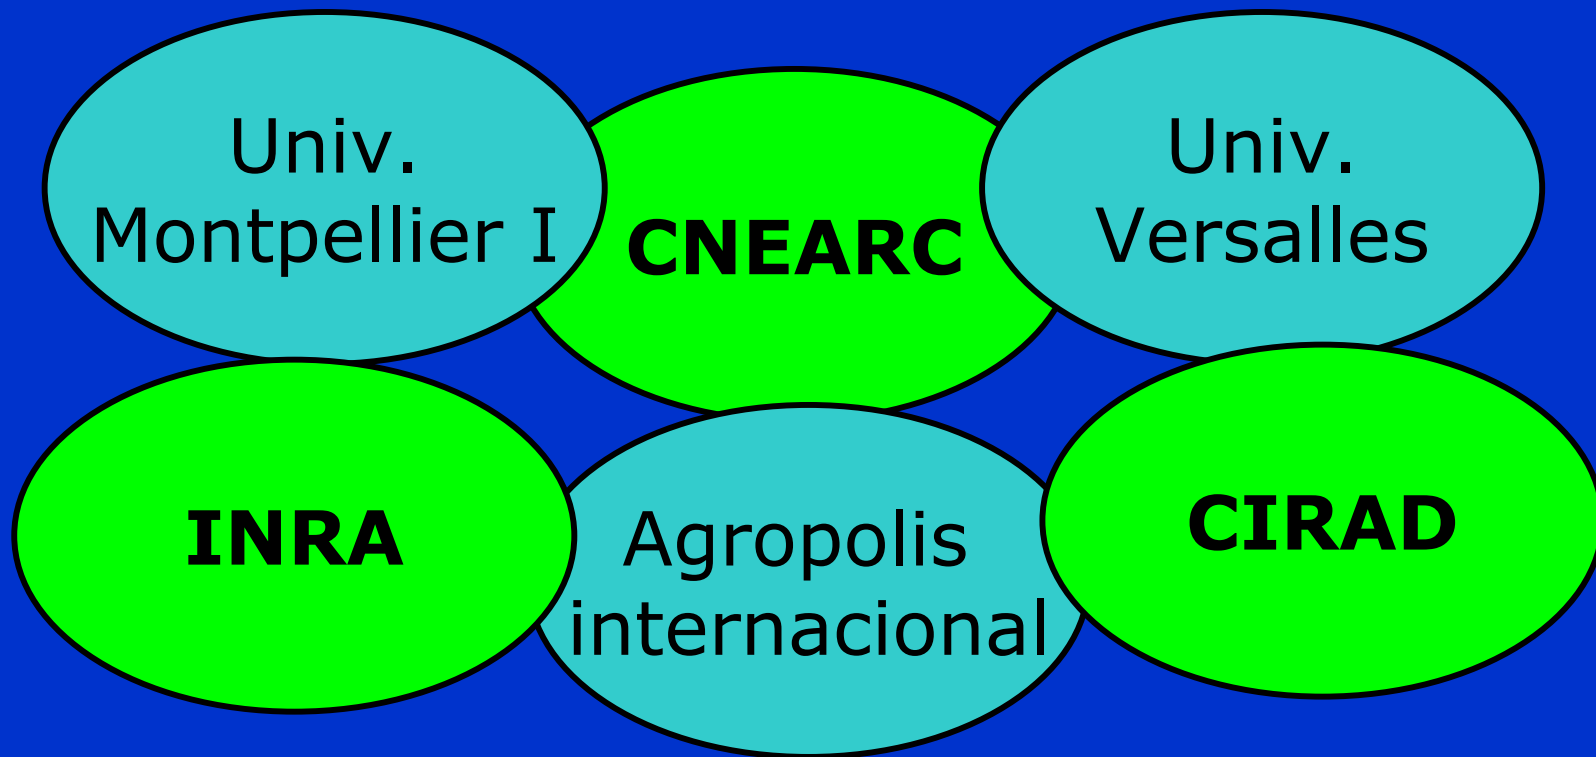 Univ.
Montpellier I
CNEARC
Univ.
Versalles
INRA
Agropolis
internacional
CIRAD